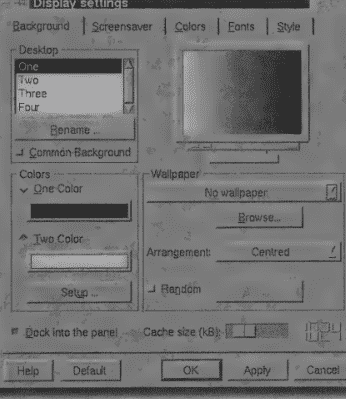 Display settings
Background Screensaver Colors Fonts Style
Desktop
One
Two
Three
Four
Rename ...
Common Background
Colors
One Color
Two Color
Setup ...
Wallpaper
No wallpaper
Browse...
Arrangement: Centred
Random
Dock into the panel Cache size (kB):
Help Default OK Apply Cancel